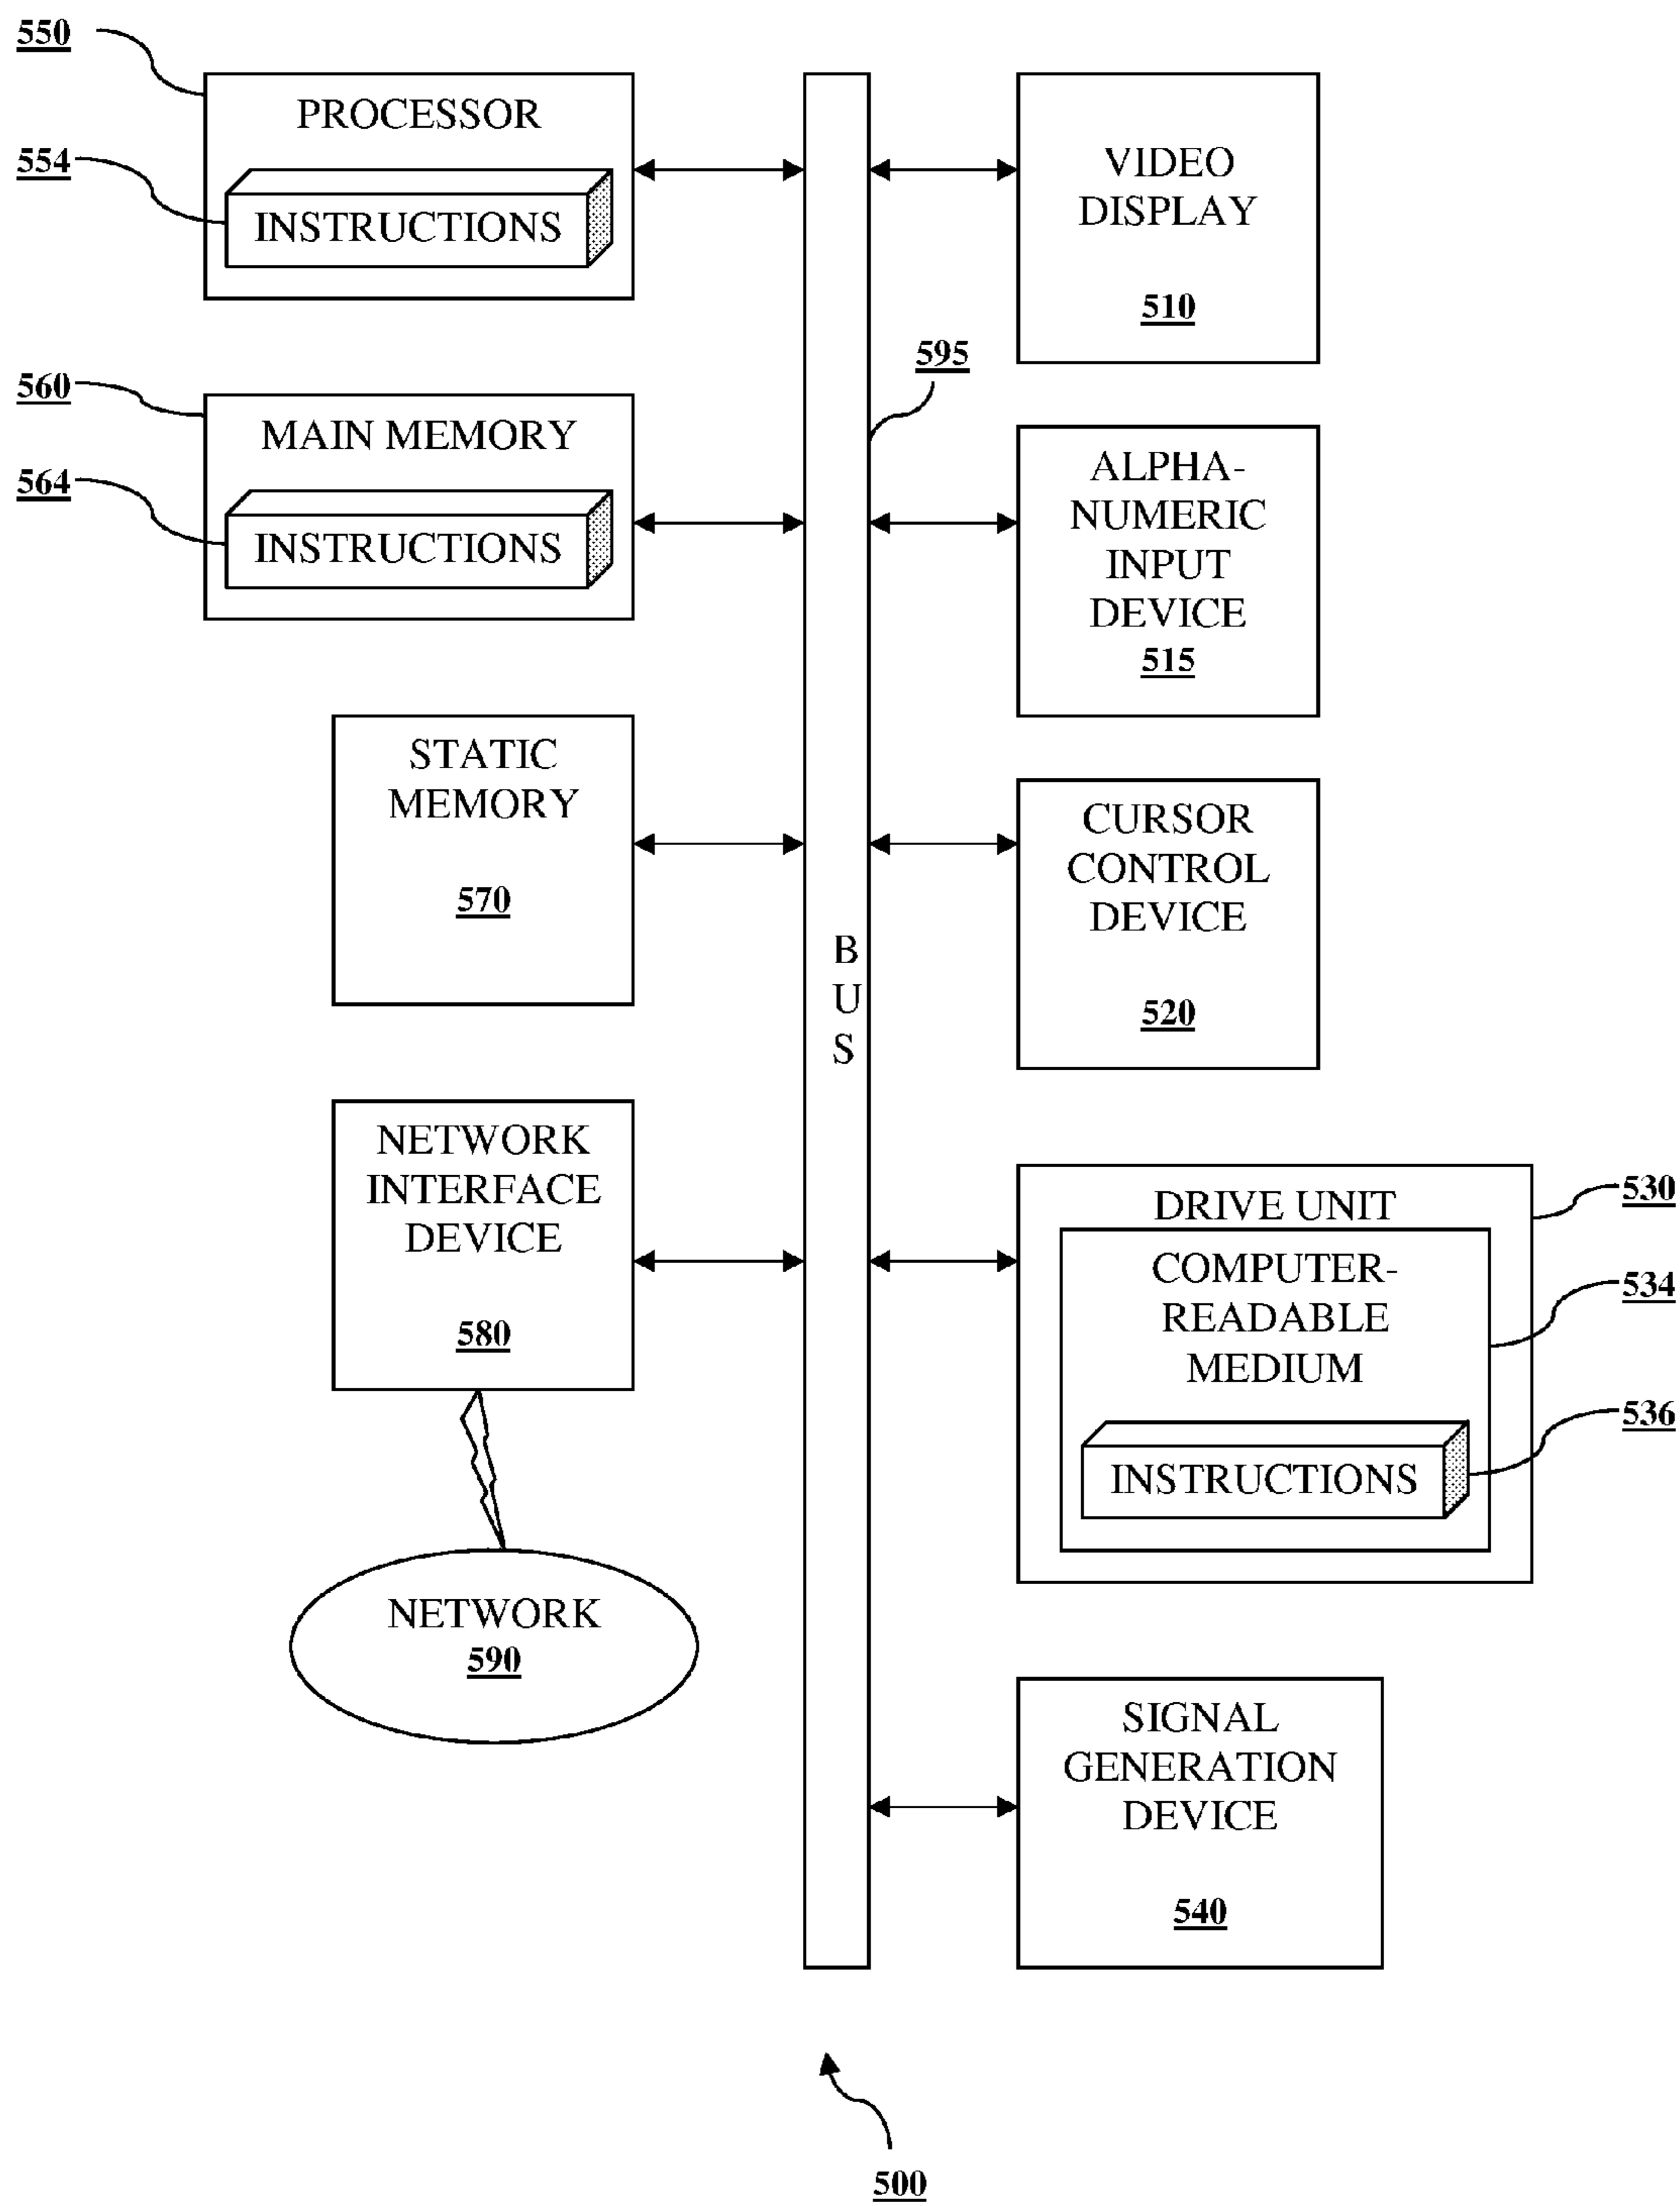 550
PROCESSOR
554
INSTRUCTIONS
560
MAIN MEMORY
564
INSTRUCTIONS
STATIC
MEMORY
570
NETWORK
INTERFACE
DEVICE
580
NETWORK
590
595
B
U
S
VIDEO
DISPLAY
510
ALPHA-
NUMERIC
INPUT
DEVICE
515
CURSOR
CONTROL
DEVICE
520
DRIVE UNIT
530
COMPUTER-
READABLE
MEDIUM
534
INSTRUCTIONS
536
SIGNAL
GENERATION
DEVICE
540
500